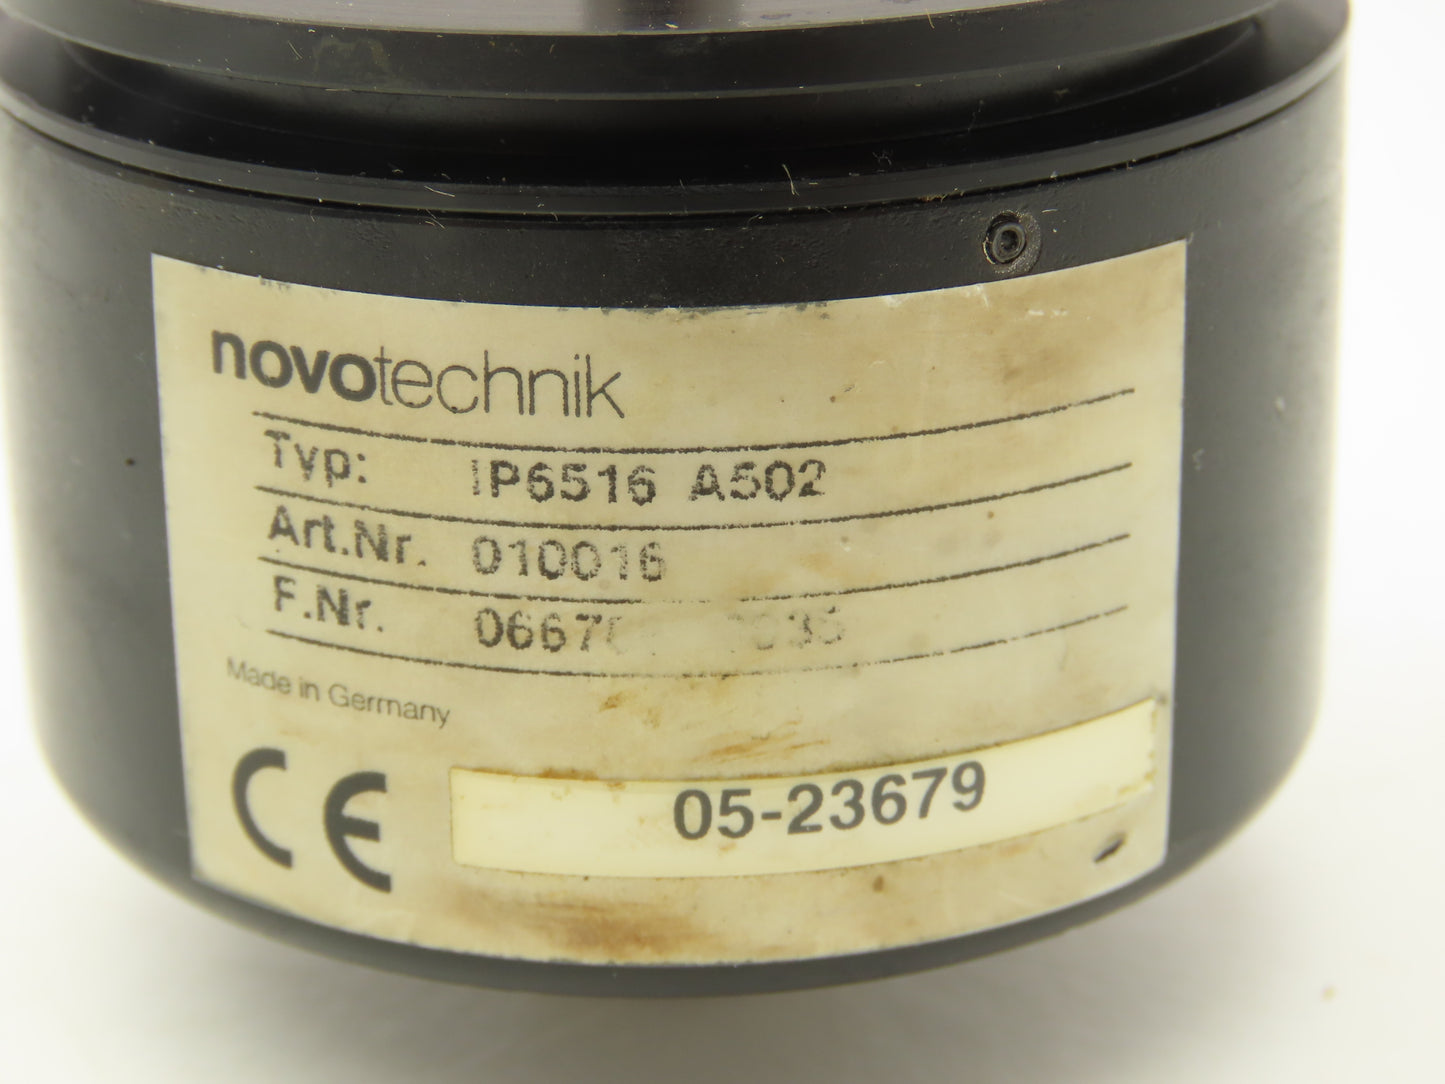 novotechnik
Typ: IP6516 A502
Art.Nr. 010016
F.Nr.
Made in Germany
CE
05-23679